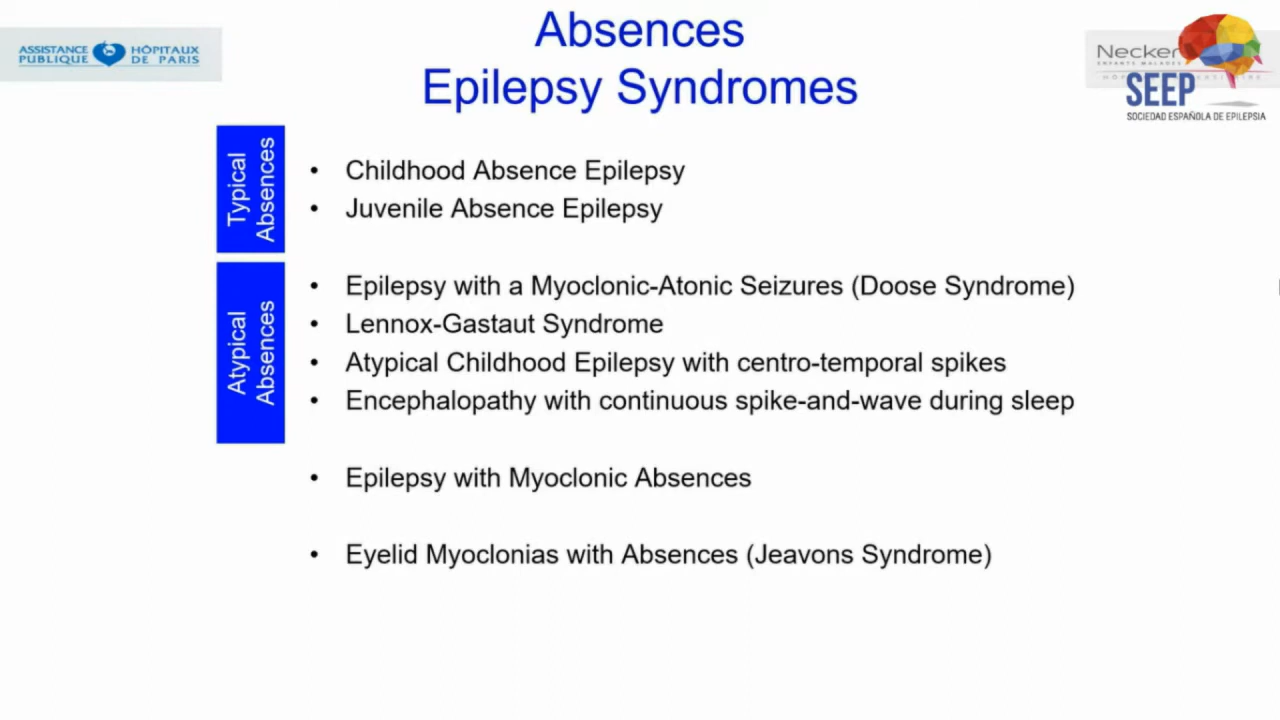 ASSISTANCE PUBLIQUE
HÔPITAUX DE PARIS
Absences
Epilepsy Syndromes
Necker
ENFANTS MALADES
SEEP
SOCIEDAD ESPAÑOLA DE EPILEPSIA
Typical
Absences
• Childhood Absence Epilepsy
• Juvenile Absence Epilepsy
Atypical
Absences
• Epilepsy with a Myoclonic-Atonic Seizures (Doose Syndrome)
• Lennox-Gastaut Syndrome
• Atypical Childhood Epilepsy with centro-temporal spikes
• Encephalopathy with continuous spike-and-wave during sleep
• Epilepsy with Myoclonic Absences
• Eyelid Myoclonias with Absences (Jeavons Syndrome)